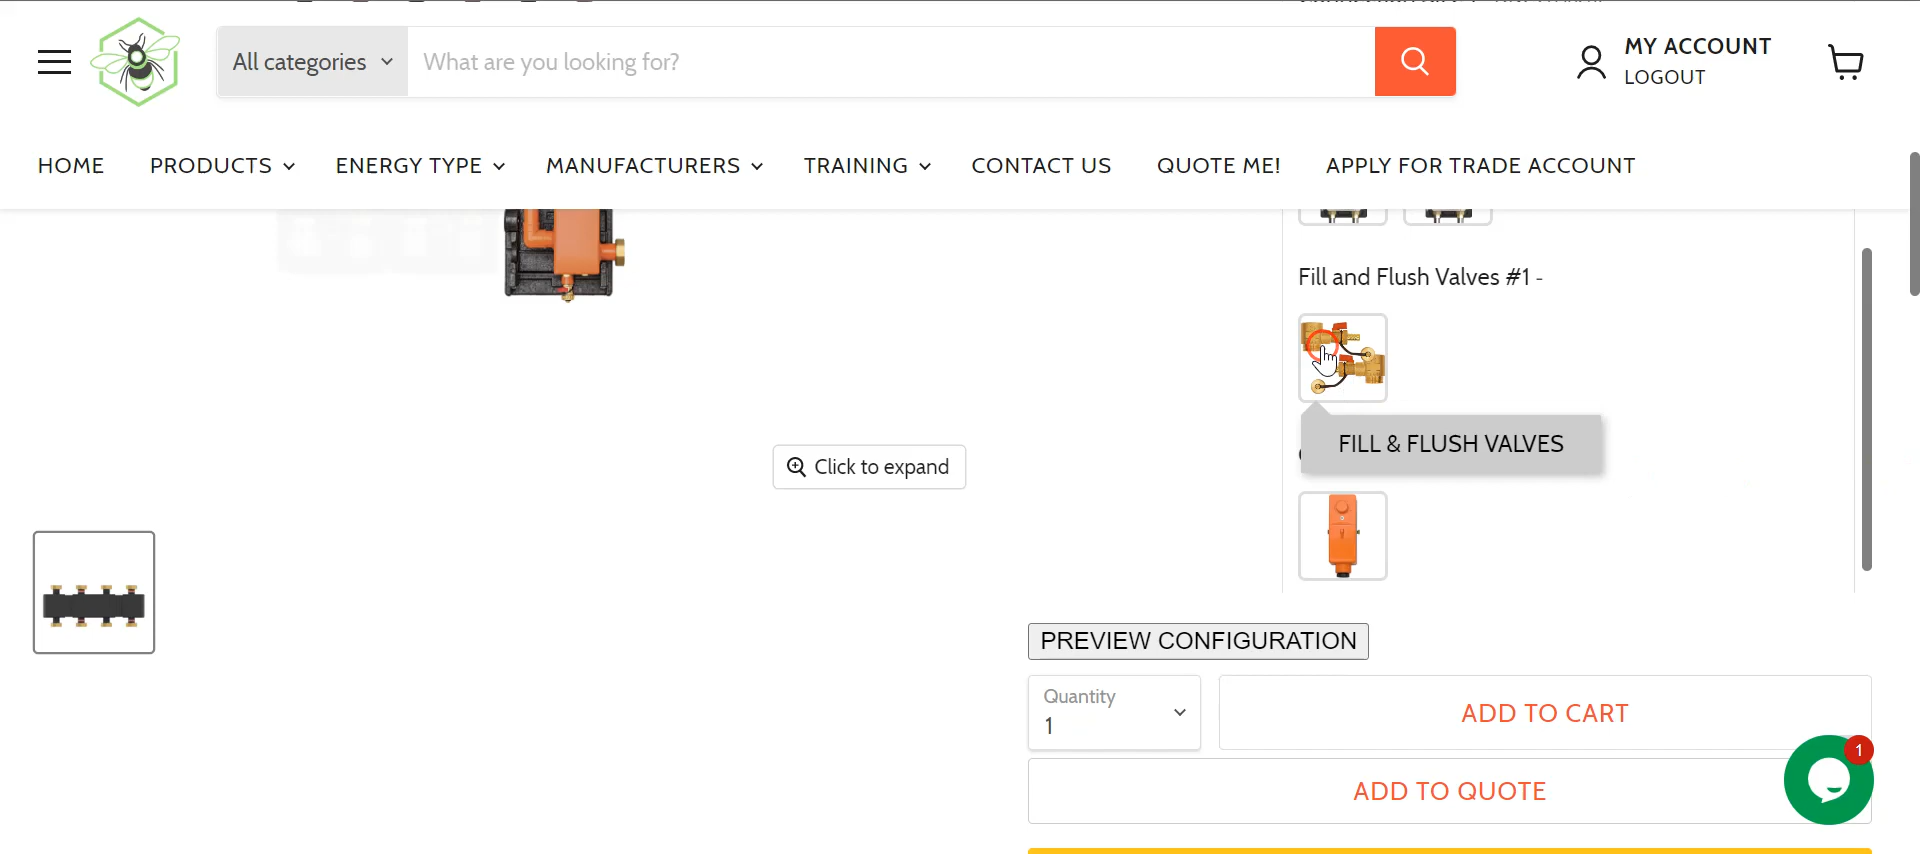 All categories
What are you looking for?
MY ACCOUNT
LOGOUT
HOME
PRODUCTS
ENERGY TYPE
MANUFACTURERS
TRAINING
CONTACT US
QUOTE ME!
APPLY FOR TRADE ACCOUNT
Fill and Flush Valves #1 -
FILL & FLUSH VALVES
Click to expand
PREVIEW CONFIGURATION
Quantity
1
ADD TO CART
1
ADD TO QUOTE